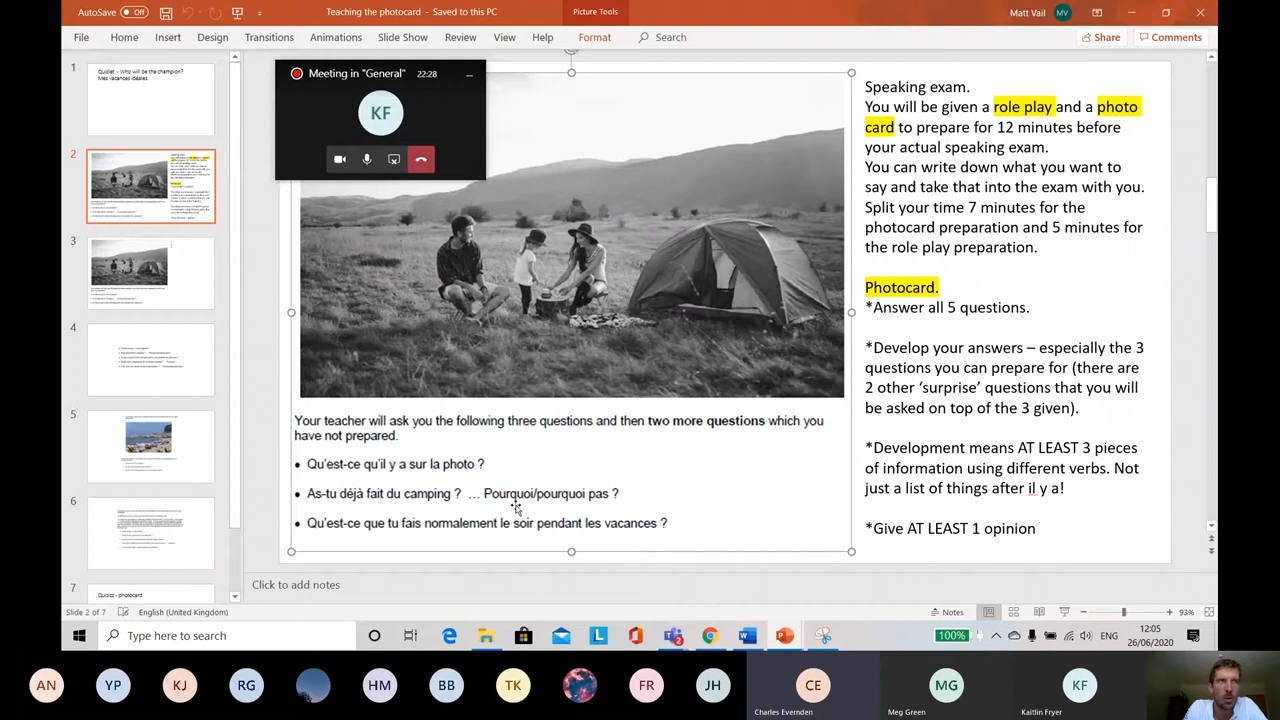 AutoSave Off
Teaching the photocard - Saved to this PC
Picture Tools
Matt Vail MV
File Home Insert Design Transitions Animations Slide Show Review View Help Format Search Share Comments
1
Quizlet - Who will be the champion?
Mes vacances idéales.
2
3
4
5
6
7
Quiziss - photocard
Meeting in "General" 22:28
KF
Your teacher will ask you the following three questions and then two more questions which you
have not prepared.
• Qu'est-ce qu'il y a sur la photo ?
• As-tu déjà fait du camping ? … Pourquoi/pourquoi pas ?
Qu'est-ce que tu fais normalement le soir pendant les vacances ?
Speaking exam.
You will be given a role play and a photo
card to prepare for 12 minutes before
your actual speaking exam.
You can write down what you want to
say and take that into the exam with you.
Split your time 7 minutes for the
photocard preparation and 5 minutes for
the role play preparation.
Photocard.
*Answer all 5 questions.
*Develop your answers – especially the 3
questions you can prepare for (there are
2 other 'surprise' questions that you will
be asked on top of the 3 given).
*Development means AT LEAST 3 pieces
of information using different verbs. Not
just a list of things after il y a!
*Give AT LEAST 1 opinion
Click to add notes
Slide 2 of 7 English (United Kingdom) Notes 93%
Type here to search
100% ENG
12:05
26/06/2020
AN YP KJ RG HM BB TK FR JH CE MG KF
Charles Evernden Meg Green Kaitlin Fryer